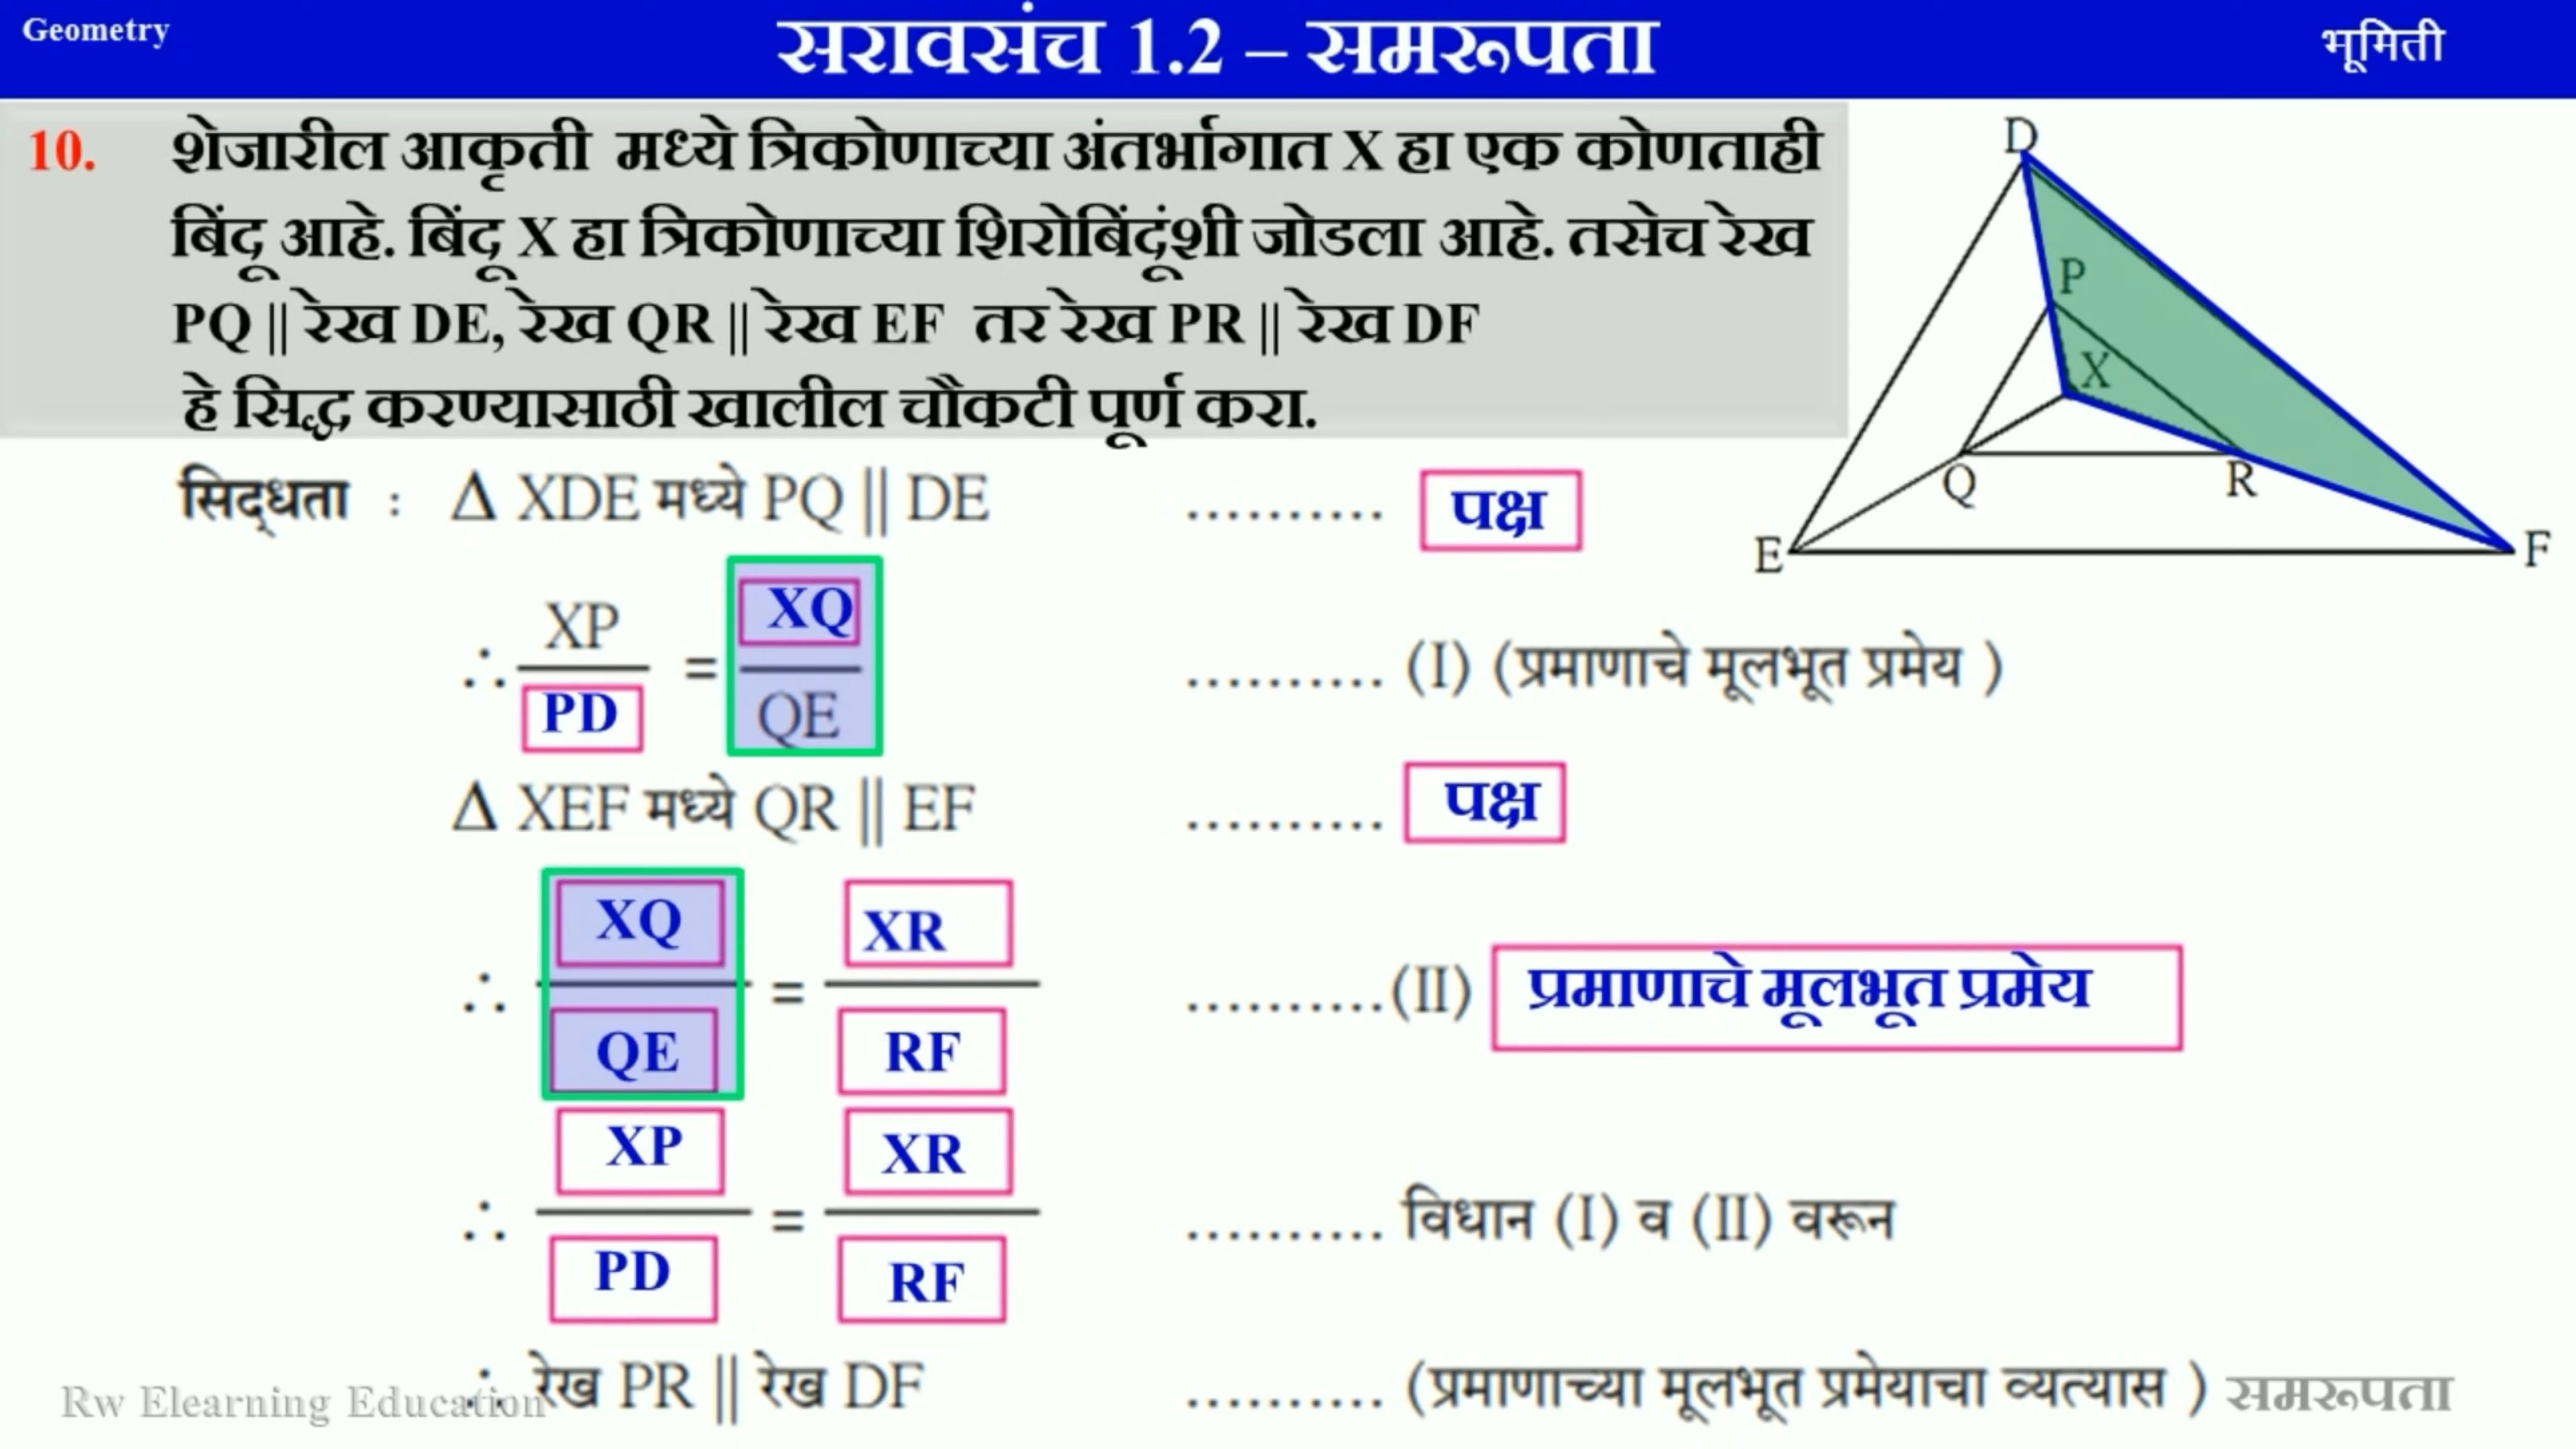 Geometry
सरावसंच 1.2 – समरूपता
भूमिती
10. शेजारील आकृती मध्ये त्रिकोणाच्या अंतर्भागात X हा एक कोणताही
बिंदू आहे. बिंदू X हा त्रिकोणाच्या शिरोबिंदूंशी जोडला आहे. तसेच रेख
PQ || रेख DE, रेख QR || रेख EF तर रेख PR || रेख DF
हे सिद्ध करण्यासाठी खालील चौकटी पूर्ण करा.
D
P
X
Q
R
E
F
सिद्धता : Δ XDE मध्ये PQ || DE .......... पक्ष
∴ XP / PD = XQ / QE .......... (I) (प्रमाणाचे मूलभूत प्रमेय )
Δ XEF मध्ये QR || EF .......... पक्ष
∴ XQ / QE = XR / RF ..........(II) प्रमाणाचे मूलभूत प्रमेय
∴ XP / PD = XR / RF .......... विधान (I) व (II) वरून
∴ रेख PR || रेख DF .......... (प्रमाणाच्या मूलभूत प्रमेयाचा व्यत्यास )
Rw Elearning Education
समरूपता